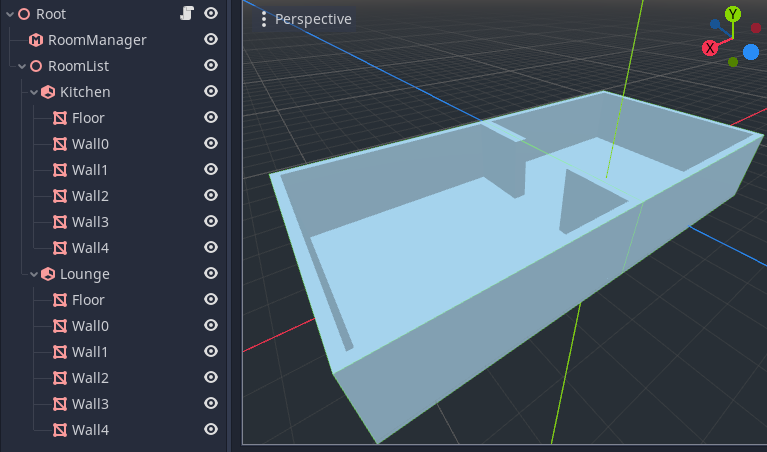 Root
RoomManager
RoomList
Kitchen
Floor
Wall0
Wall1
Wall2
Wall3
Wall4
Lounge
Floor
Wall0
Wall1
Wall2
Wall3
Wall4
Perspective
Y
X